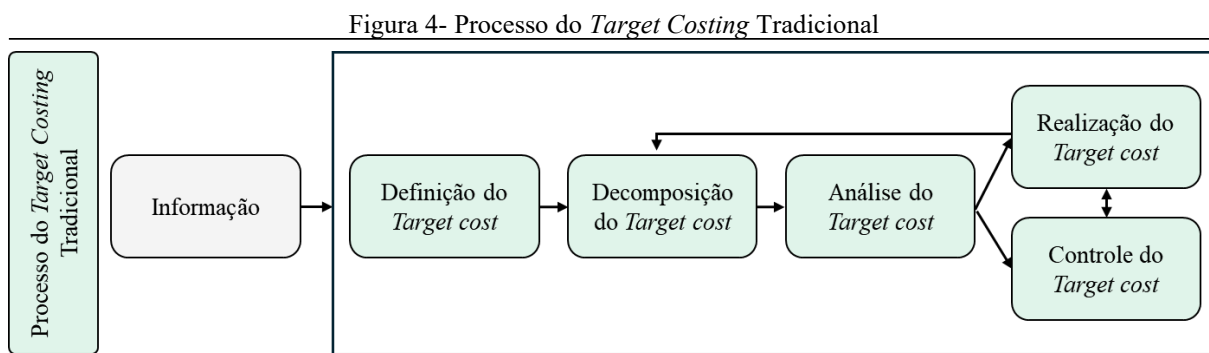 Figura 4- Processo do Target Costing Tradicional
Processo do Target Costing
Tradicional
Informação
Definição do
Target cost
Decomposição
do Target cost
Análise do
Target cost
Realização do
Target cost
Controle do
Target cost